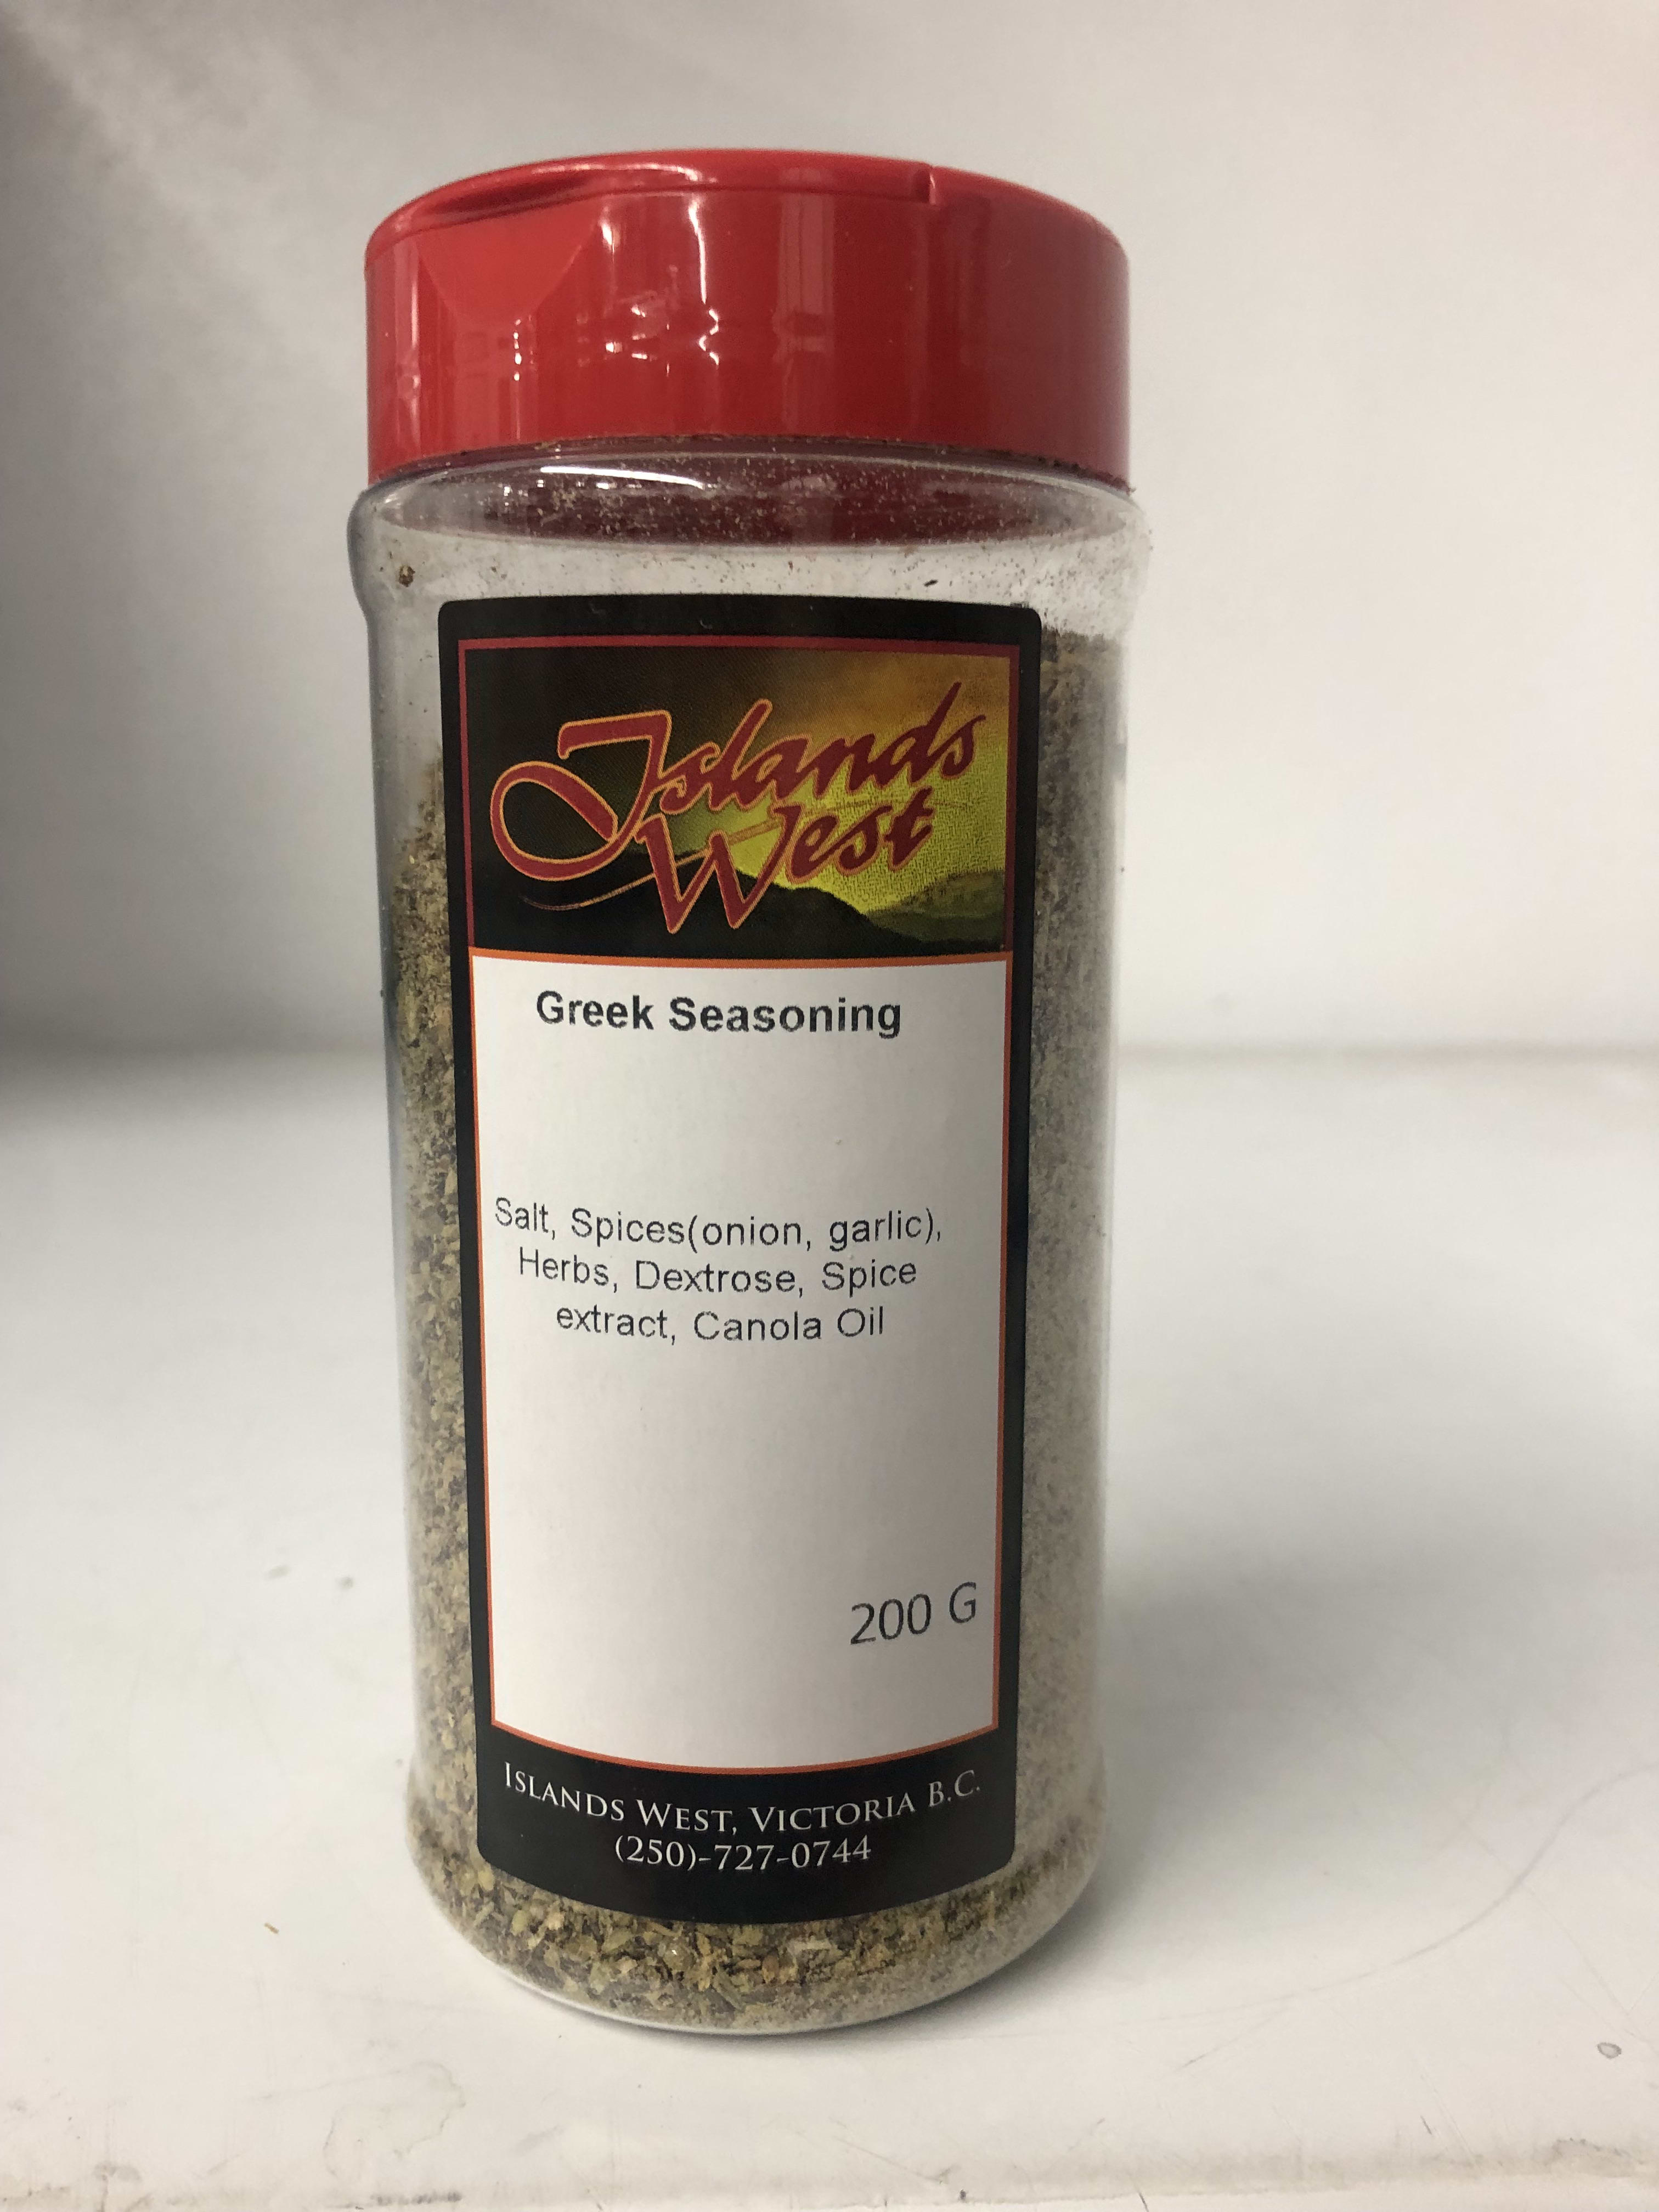 Islands
West
Greek Seasoning
Salt, Spices(onion, garlic),
Herbs, Dextrose, Spice
extract, Canola Oil
200 G
ISLANDS WEST, VICTORIA B.C.
(250)-727-0744